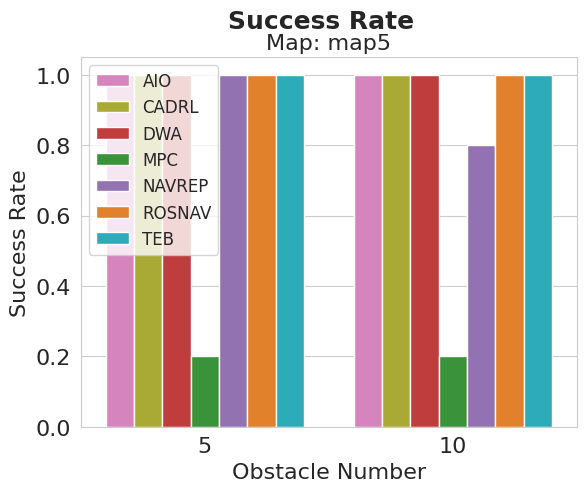 Success Rate
Map: map5
Success Rate
1.0
0.8
0.6
0.4
0.2
0.0
AIO
CADRL
DWA
MPC
NAVREP
ROSNAV
TEB
5 10
Obstacle Number